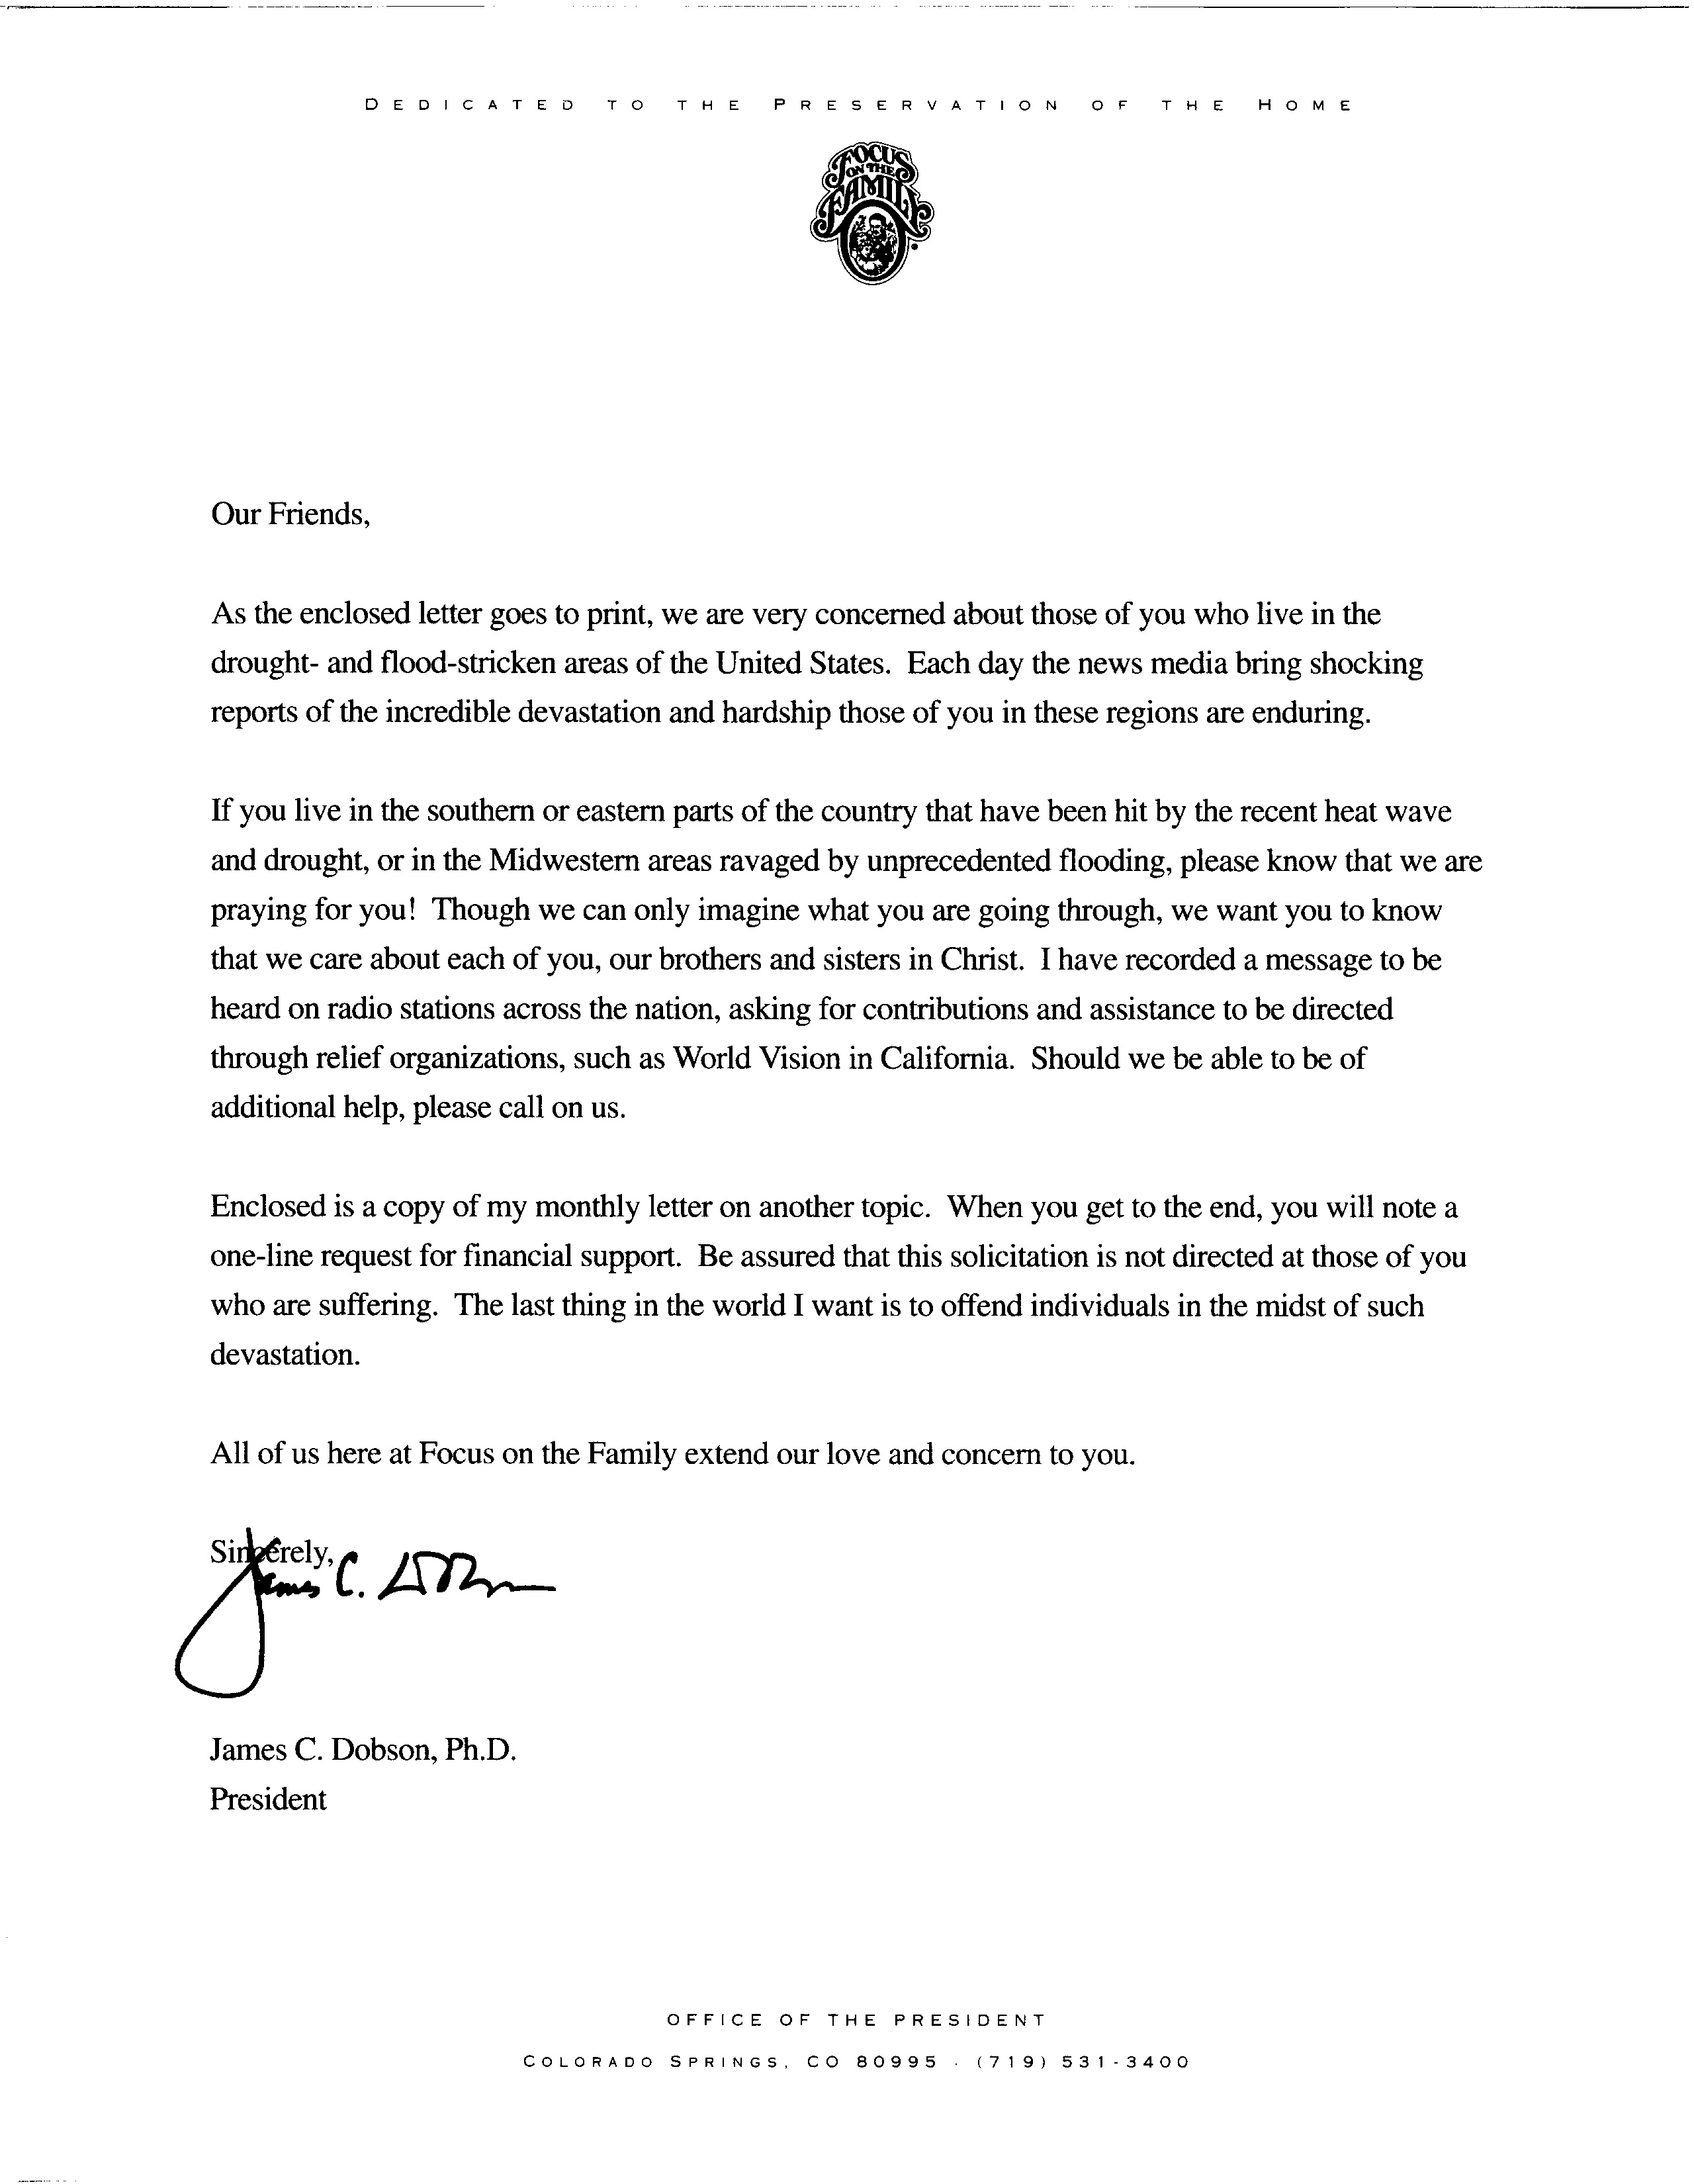 DEDICATED TO THE PRESERVATION OF THE HOME
FOCUS
ON THE
FAMILY
Our Friends,
As the enclosed letter goes to print, we are very concerned about those of you who live in the
drought- and flood-stricken areas of the United States.  Each day the news media bring shocking
reports of the incredible devastation and hardship those of you in these regions are enduring.
If you live in the southern or eastern parts of the country that have been hit by the recent heat wave
and drought, or in the Midwestern areas ravaged by unprecedented flooding, please know that we are
praying for you!  Though we can only imagine what you are going through, we want you to know
that we care about each of you, our brothers and sisters in Christ.  I have recorded a message to be
heard on radio stations across the nation, asking for contributions and assistance to be directed
through relief organizations, such as World Vision in California.  Should we be able to be of
additional help, please call on us.
Enclosed is a copy of my monthly letter on another topic.  When you get to the end, you will note a
one-line request for financial support.  Be assured that this solicitation is not directed at those of you
who are suffering.  The last thing in the world I want is to offend individuals in the midst of such
devastation.
All of us here at Focus on the Family extend our love and concern to you.
Sincerely,
James C. Dobson
James C. Dobson, Ph.D.
President
OFFICE OF THE PRESIDENT
COLORADO SPRINGS, CO 80995 · (719) 531-3400